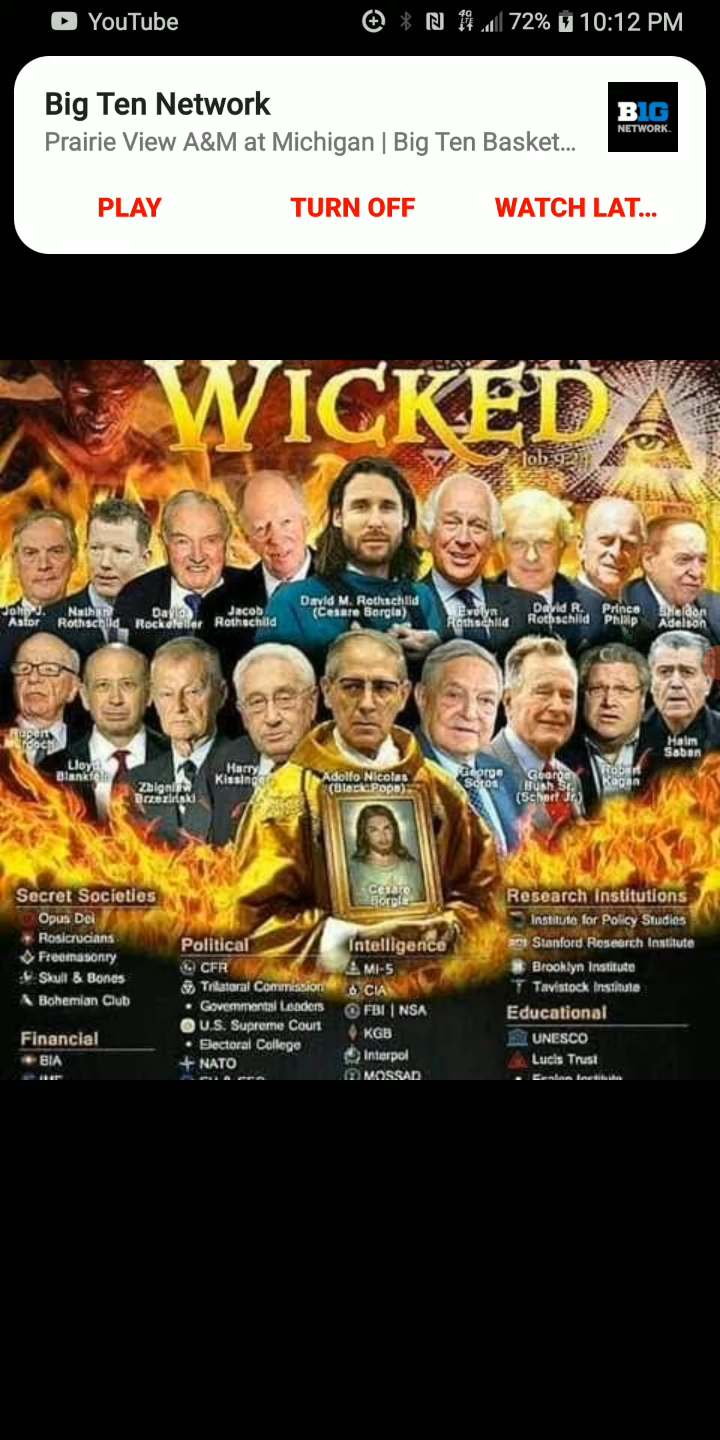 YouTube
4G LTE 72% 10:12 PM
Big Ten Network
Prairie View A&M at Michigan | Big Ten Basket...
B1G
NETWORK.
PLAY TURN OFF WATCH LAT...
WICKED
Job 9:24
John J. Astor
Nathan Rothschild
David Rockefeller
Jacob Rothschild
David M. Rothschild
(Cesare Borgia)
Evelyn Rothschild
David R. Rothschild
Prince Philip
Sheldon Adelson
Rupert Murdoch
Lloyd Blankfein
Zbigniew Brzezinski
Harry Kissinger
Adolfo Nicolas
(Black Pope)
George Soros
George Bush Sr.
(Scherf Jr.)
Robert Kagan
Haim Saban
Cesare Borgia
Secret Societies
Opus Dei
Rosicrucians
Freemasonry
Skull & Bones
Bohemian Club
Financial
BIA
Political
CFR
Trilateral Commission
Governmental Leaders
U.S. Supreme Court
Electoral College
NATO
Intelligence
MI-5
CIA
FBI | NSA
KGB
Interpol
MOSSAD
Research Institutions
Institute for Policy Studies
Stanford Research Institute
Brooklyn Institute
Tavistock Institute
Educational
UNESCO
Lucis Trust